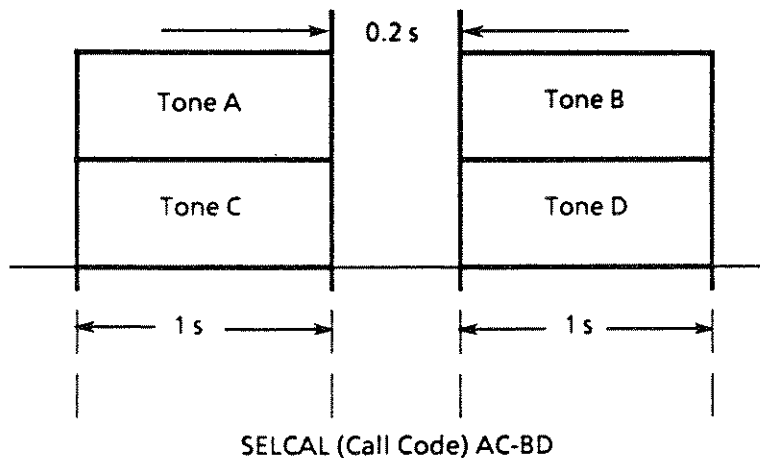 0.2 s
Tone A
Tone B
Tone C
Tone D
1 s
1 s
SELCAL (Call Code) AC-BD